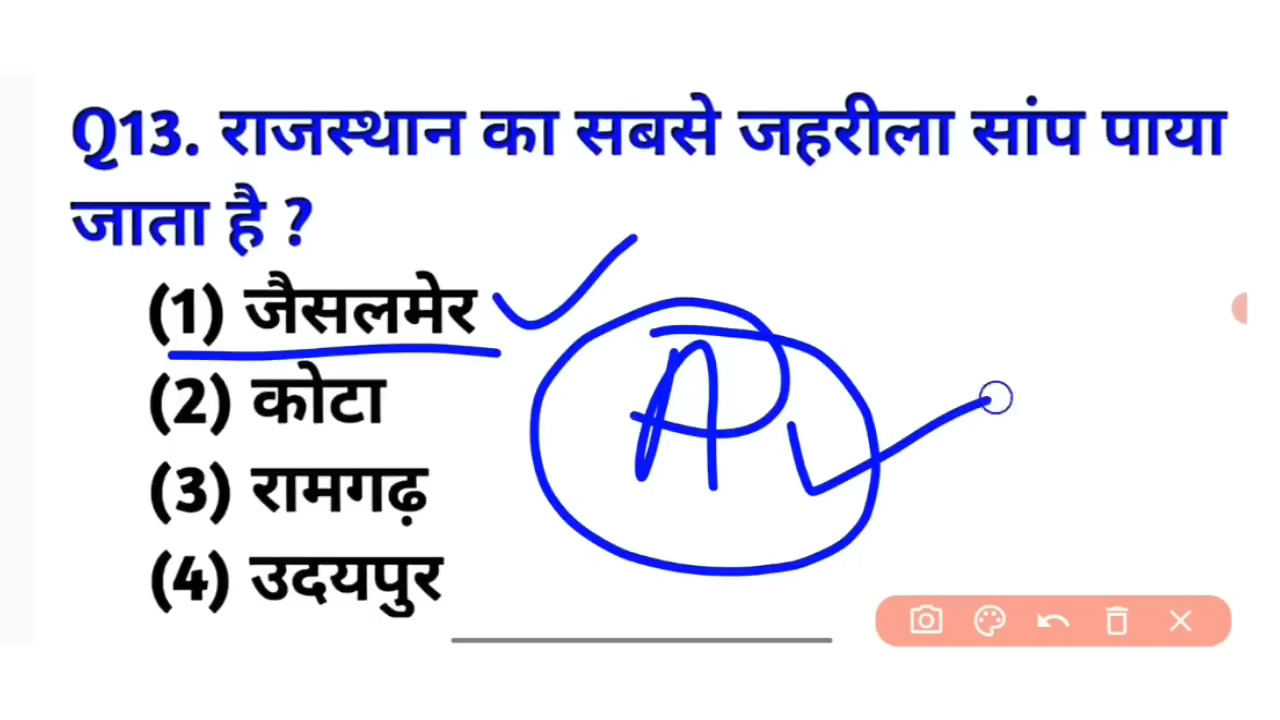 Q13. राजस्थान का सबसे जहरीला सांप पाया
जाता है ?
(1) जैसलमेर
(2) कोटा
(3) रामगढ़
(4) उदयपुर